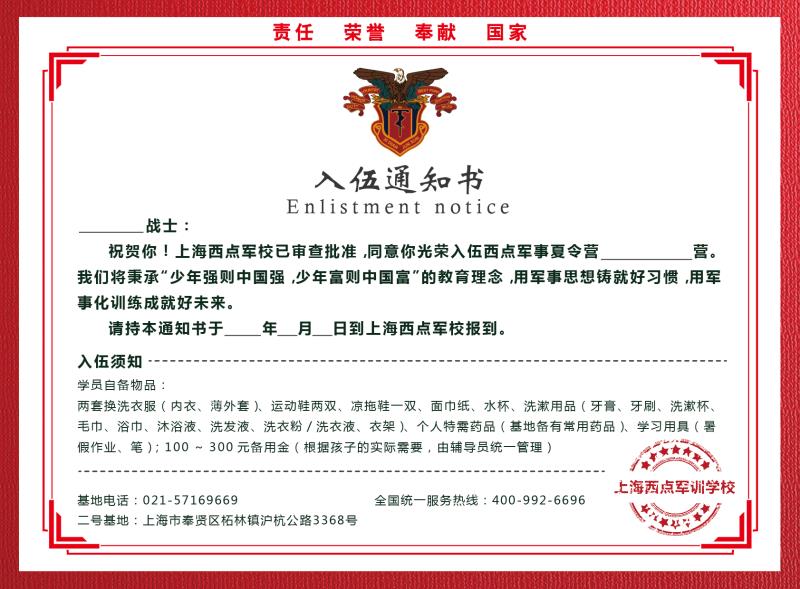 责任 荣誉 奉献 国家
入伍通知书
Enlistment notice
________战士：
祝贺你！上海西点军校已审查批准，同意你光荣入伍西点军事夏令营___________营。
我们将秉承“少年强则中国强，少年富则中国富”的教育理念，用军事思想铸就好习惯，用军
事化训练成就好未来。
请持本通知书于____年__月__日到上海西点军校报到。
入伍须知
学员自备物品：
两套换洗衣服（内衣、薄外套）、运动鞋两双、凉拖鞋一双、面巾纸、水杯、洗漱用品（牙膏、牙刷、洗漱杯、
毛巾、浴巾、沐浴液、洗发液、洗衣粉/洗衣液、衣架）、个人特需药品（基地备有常用药品）、学习用具（暑
假作业、笔）；100 ~ 300元备用金（根据孩子的实际需要，由辅导员统一管理）
上海西点军训学校
基地电话：021-57169669 全国统一服务热线：400-992-6696
二号基地：上海市奉贤区柘林镇沪杭公路3368号